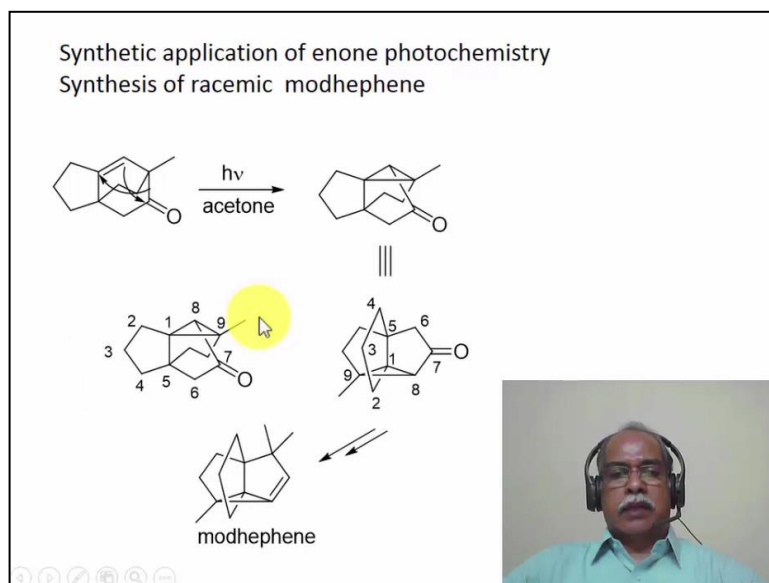 Synthetic application of enone photochemistry
Synthesis of racemic modhephene
hν
acetone
O
O
8
2
1
9
3
7
4
5
6
O
4
5
6
3
1
O
7
9
2
8
modhephene